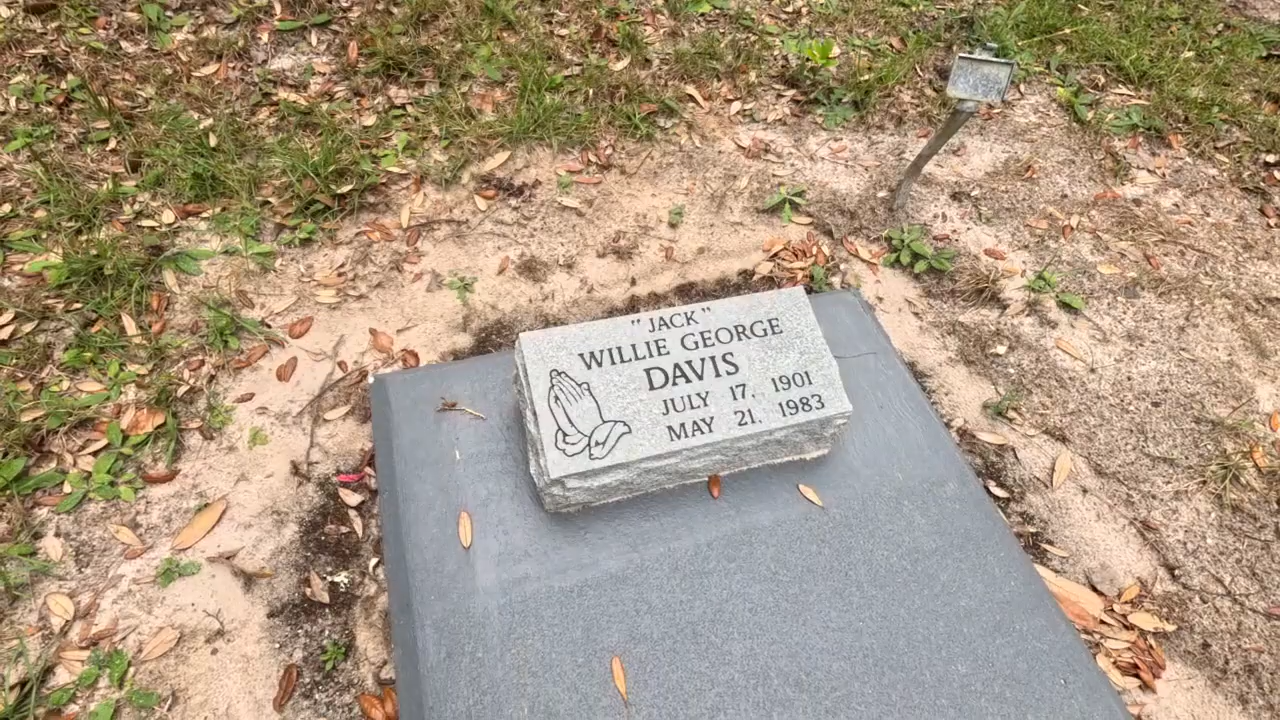 "JACK"
WILLIE GEORGE
DAVIS
JULY 17, 1901
MAY 21, 1983